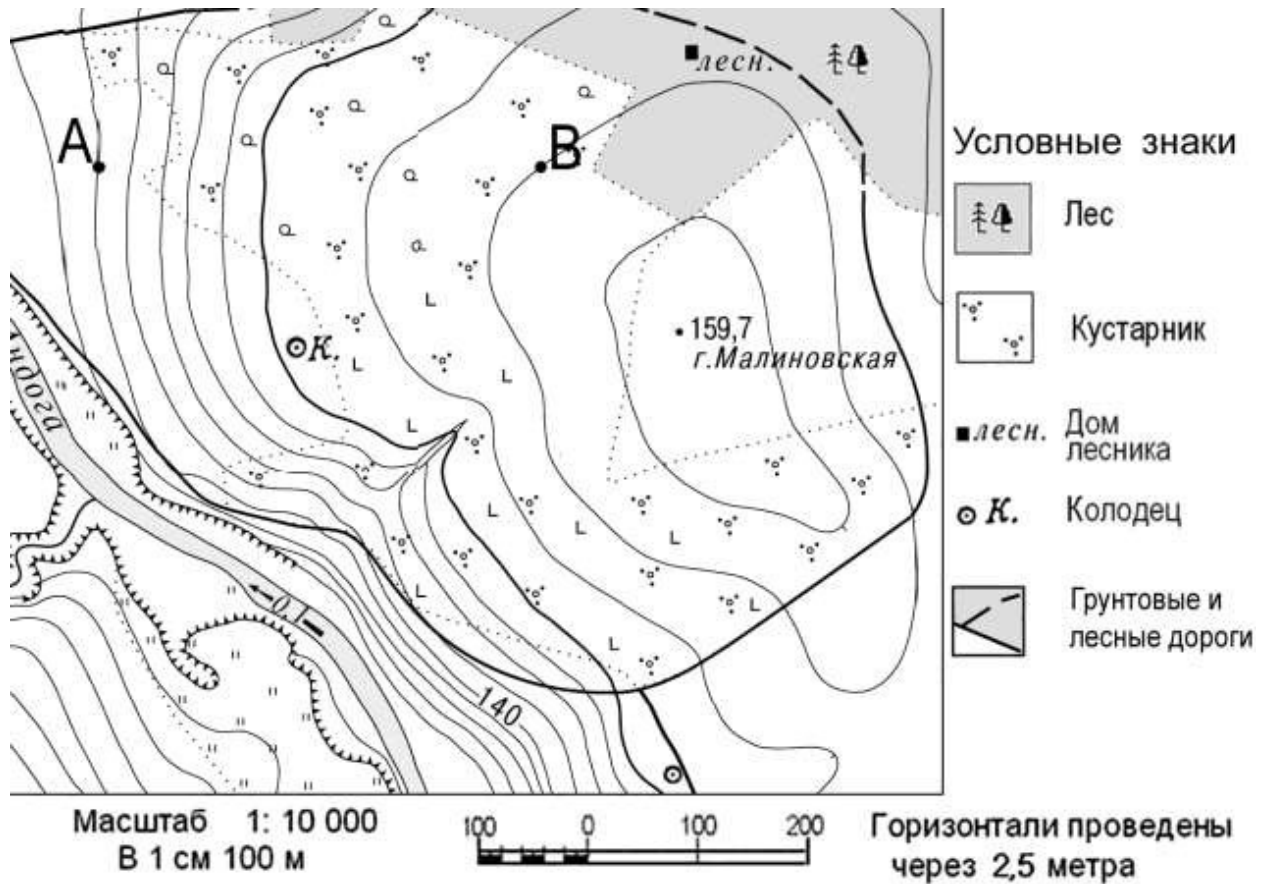 лесн.
А
В
159,7
г.Малиновская
К.
140
0,1
Условные знаки
Лес
Кустарник
лесн. Дом
лесника
К. Колодец
Грунтовые и
лесные дороги
Масштаб 1: 10 000
В 1 см 100 м
100 0 100 200
Горизонтали проведены
через 2,5 метра